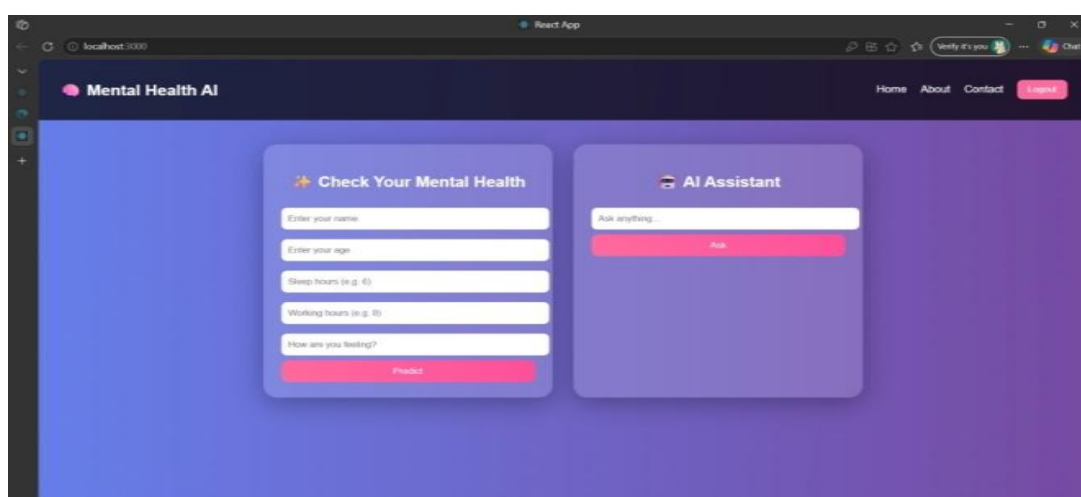 React App
localhost:3000
Verify it's you
Chat
Mental Health AI
Home About Contact Logout
Check Your Mental Health
Enter your name
Enter your age
Sleep hours (e.g. 6)
Working hours (e.g. 8)
How are you feeling?
Predict
AI Assistant
Ask anything...
Ask